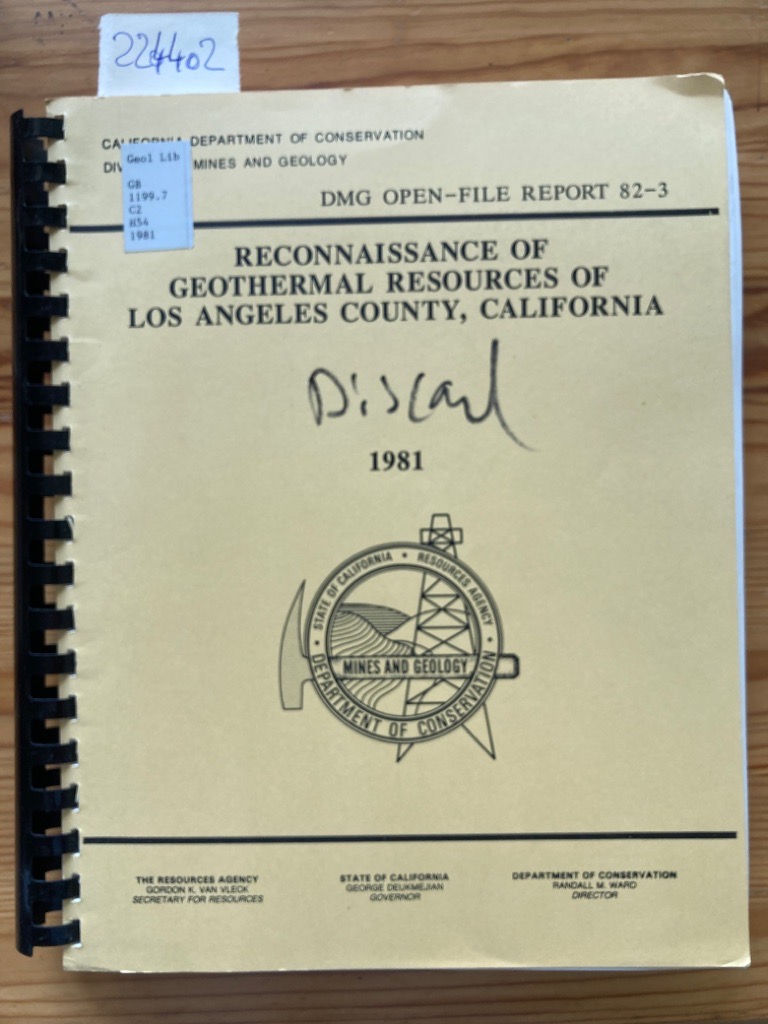 224402
CALIFORNIA DEPARTMENT OF CONSERVATION
DIV MINES AND GEOLOGY
Geol Lib
GB
1199.7
C2
H54
1981
DMG OPEN-FILE REPORT 82-3
RECONNAISSANCE OF
GEOTHERMAL RESOURCES OF
LOS ANGELES COUNTY, CALIFORNIA
Discard
1981
STATE OF CALIFORNIA • RESOURCES AGENCY
MINES AND GEOLOGY
DEPARTMENT OF CONSERVATION
THE RESOURCES AGENCY
GORDON K. VAN VLECK
SECRETARY FOR RESOURCES
STATE OF CALIFORNIA
GEORGE DEUKMEJIAN
GOVERNOR
DEPARTMENT OF CONSERVATION
RANDALL M. WARD
DIRECTOR